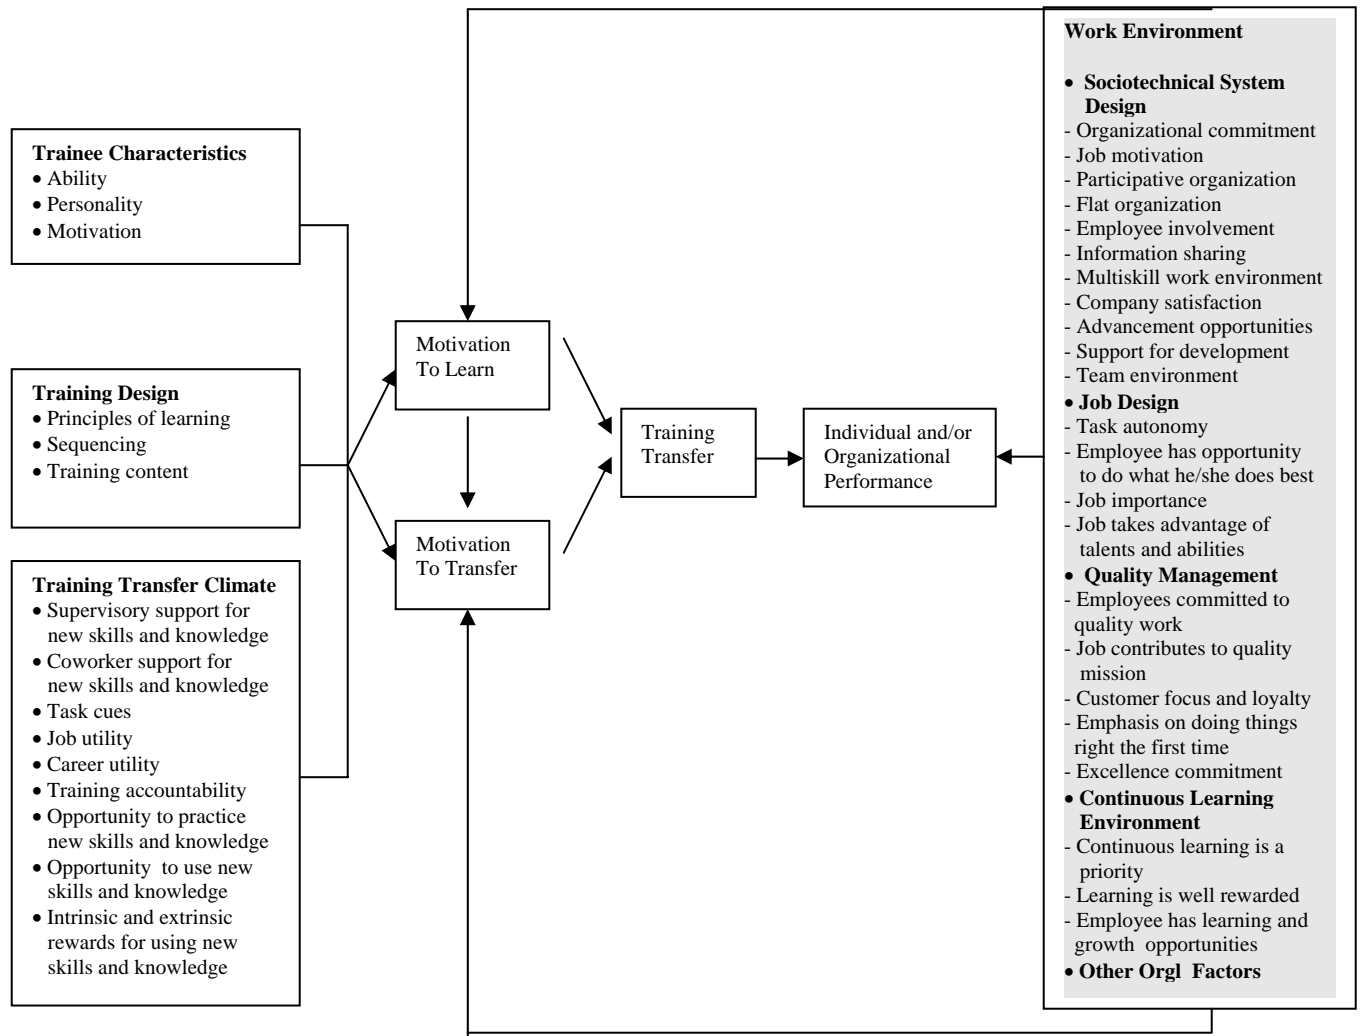 Trainee Characteristics
• Ability
• Personality
• Motivation
Training Design
• Principles of learning
• Sequencing
• Training content
Training Transfer Climate
• Supervisory support for
new skills and knowledge
• Coworker support for
new skills and knowledge
• Task cues
• Job utility
• Career utility
• Training accountability
• Opportunity to practice
new skills and knowledge
• Opportunity to use new
skills and knowledge
• Intrinsic and extrinsic
rewards for using new
skills and knowledge
Motivation
To Learn
Motivation
To Transfer
Training
Transfer
Individual and/or
Organizational
Performance
Work Environment
• Sociotechnical System
Design
- Organizational commitment
- Job motivation
- Participative organization
- Flat organization
- Employee involvement
- Information sharing
- Multiskill work environment
- Company satisfaction
- Advancement opportunities
- Support for development
- Team environment
• Job Design
- Task autonomy
- Employee has opportunity
to do what he/she does best
- Job importance
- Job takes advantage of
talents and abilities
• Quality Management
- Employees committed to
quality work
- Job contributes to quality
mission
- Customer focus and loyalty
- Emphasis on doing things
right the first time
- Excellence commitment
• Continuous Learning
Environment
- Continuous learning is a
priority
- Learning is well rewarded
- Employee has learning and
growth opportunities
• Other Orgl Factors